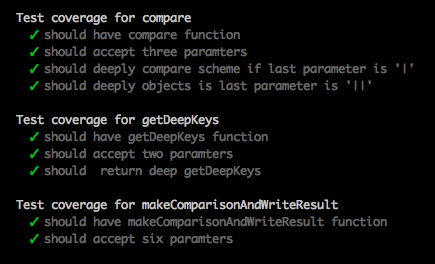 Test coverage for compare
✓ should have compare function
✓ should accept three paramters
✓ should deeply compare scheme if last parameter is '|'
✓ should deeply objects is last parameter is '||'
Test coverage for getDeepKeys
✓ should have getDeepKeys function
✓ should accept two paramters
✓ should  return deep getDeepKeys
Test coverage for makeComparisonAndWriteResult
✓ should have makeComparisonAndWriteResult function
✓ should accept six paramters